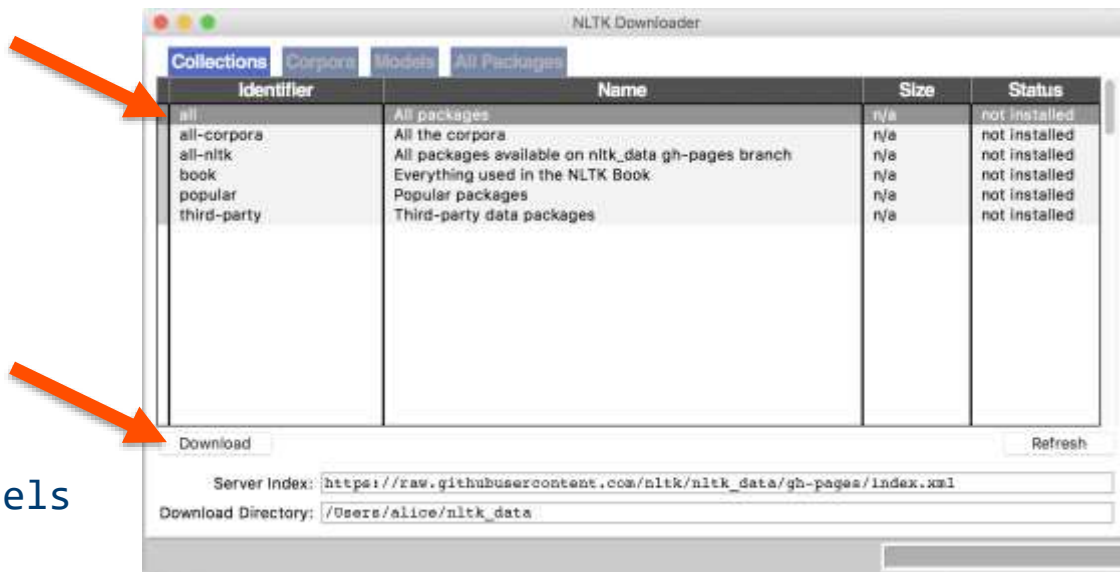 NLTK Downloader
Collections Corpora Models All Packages
Identifier Name Size Status
all All packages n/a not installed
all-corpora All the corpora n/a not installed
all-nltk All packages available on nltk_data gh-pages branch n/a not installed
book Everything used in the NLTK Book n/a not installed
popular Popular packages n/a not installed
third-party Third-party data packages n/a not installed
Download Refresh
els
Server Index: https://raw.githubusercontent.com/nltk/nltk_data/gh-pages/index.xml
Download Directory: /Users/alice/nltk_data